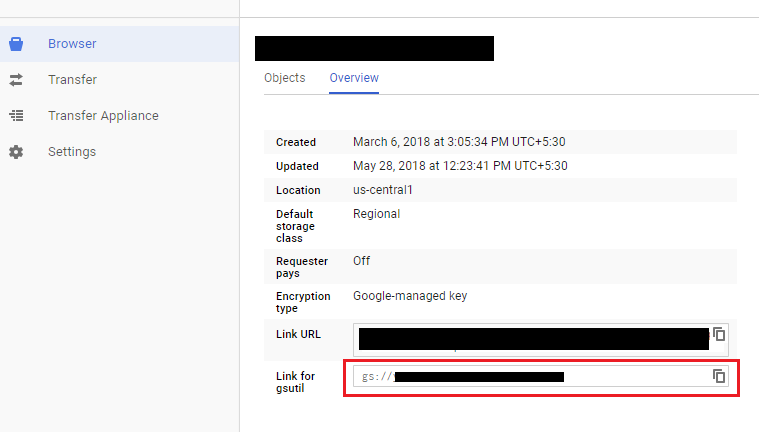 Browser
Transfer
Transfer Appliance
Settings
Objects Overview
Created March 6, 2018 at 3:05:34 PM UTC+5:30
Updated May 28, 2018 at 12:23:41 PM UTC+5:30
Location us-central1
Default Regional
storage
class
Requester Off
pays
Encryption Google-managed key
type
Link URL
Link for gs://
gsutil